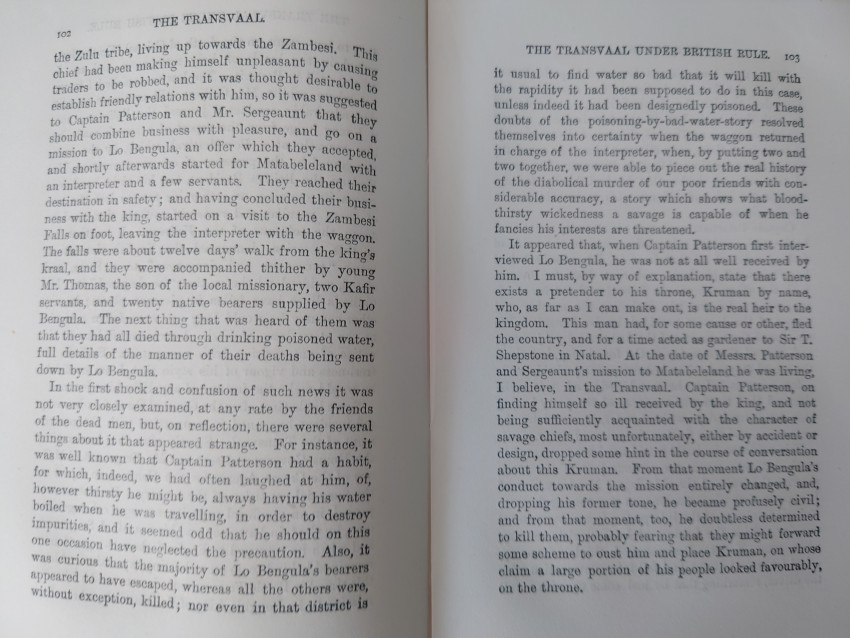 102
THE TRANSVAAL.
the Zulu tribe, living up towards the Zambesi. This
chief had been making himself unpleasant by causing
traders to be robbed, and it was thought desirable to
establish friendly relations with him, so it was suggested
to Captain Patterson and Mr. Sergeaunt that they
should combine business with pleasure, and go on a
mission to Lo Bengula, an offer which they accepted,
and shortly afterwards started for Matabeleland with
an interpreter and a few servants. They reached their
destination in safety; and having concluded their busi-
ness with the king, started on a visit to the Zambesi
Falls on foot, leaving the interpreter with the waggon.
The falls were about twelve days' walk from the king's
kraal, and they were accompanied thither by young
Mr. Thomas, the son of the local missionary, two Kafir
servants, and twenty native bearers supplied by Lo
Bengula. The next thing that was heard of them was
that they had all died through drinking poisoned water,
full details of the manner of their deaths being sent
down by Lo Bengula.
In the first shock and confusion of such news it was
not very closely examined, at any rate by the friends
of the dead men, but, on reflection, there were several
things about it that appeared strange. For instance, it
was well known that Captain Patterson had a habit,
for which, indeed, we had often laughed at him, of,
however thirsty he might be, always having his water
boiled when he was travelling, in order to destroy
impurities, and it seemed odd that he should on this
one occasion have neglected the precaution. Also, it
was curious that the majority of Lo Bengula's bearers
appeared to have escaped, whereas all the others were,
without exception, killed; nor even in that district is
THE TRANSVAAL UNDER BRITISH RULE. 103
it usual to find water so bad that it will kill with
the rapidity it had been supposed to do in this case,
unless indeed it had been designedly poisoned. These
doubts of the poisoning-by-bad-water-story resolved
themselves into certainty when the waggon returned
in charge of the interpreter, when, by putting two and
two together, we were able to piece out the real history
of the diabolical murder of our poor friends with con-
siderable accuracy, a story which shows what blood-
thirsty wickedness a savage is capable of when he
fancies his interests are threatened.
It appeared that, when Captain Patterson first inter-
viewed Lo Bengula, he was not at all well received by
him. I must, by way of explanation, state that there
exists a pretender to his throne, Kruman by name,
who, as far as I can make out, is the real heir to the
kingdom. This man had, for some cause or other, fled
the country, and for a time acted as gardener to Sir T.
Shepstone in Natal. At the date of Messrs. Patterson
and Sergeaunt's mission to Matabeleland he was living,
I believe, in the Transvaal. Captain Patterson, on
finding himself so ill received by the king, and not
being sufficiently acquainted with the character of
savage chiefs, most unfortunately, either by accident or
design, dropped some hint in the course of conversation
about this Kruman. From that moment Lo Bengula's
conduct towards the mission entirely changed, and,
dropping his former tone, he became profusely civil;
and from that moment, too, he doubtless determined
to kill them, probably fearing that they might forward
some scheme to oust him and place Kruman, on whose
claim a large portion of his people looked favourably,
on the throne.